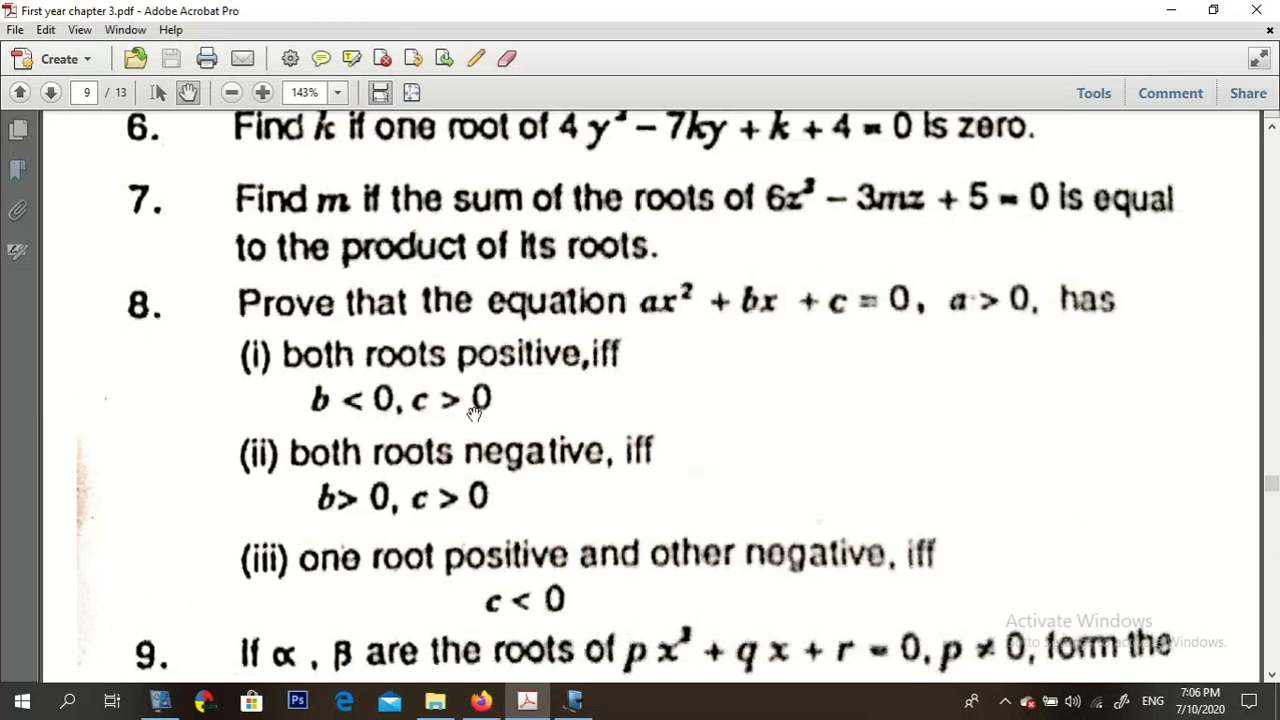 First year chapter 3.pdf - Adobe Acrobat Pro
File Edit View Window Help
Create
9 / 13 143% Tools Comment Share
6. Find k if one root of 4y² − 7ky + k + 4 = 0 is zero.
7. Find m if the sum of the roots of 6z² − 3mz + 5 = 0 is equal
to the product of its roots.
8. Prove that the equation ax² + bx + c = 0, a > 0, has
(i) both roots positive,iff
b < 0, c > 0
(ii) both roots negative, iff
b> 0, c > 0
(iii) one root positive and other negative, iff
c < 0
Activate Windows
9. If α , β are the roots of p x² + q x + r = 0, p ≠ 0, form the
ENG
7:06 PM
7/10/2020